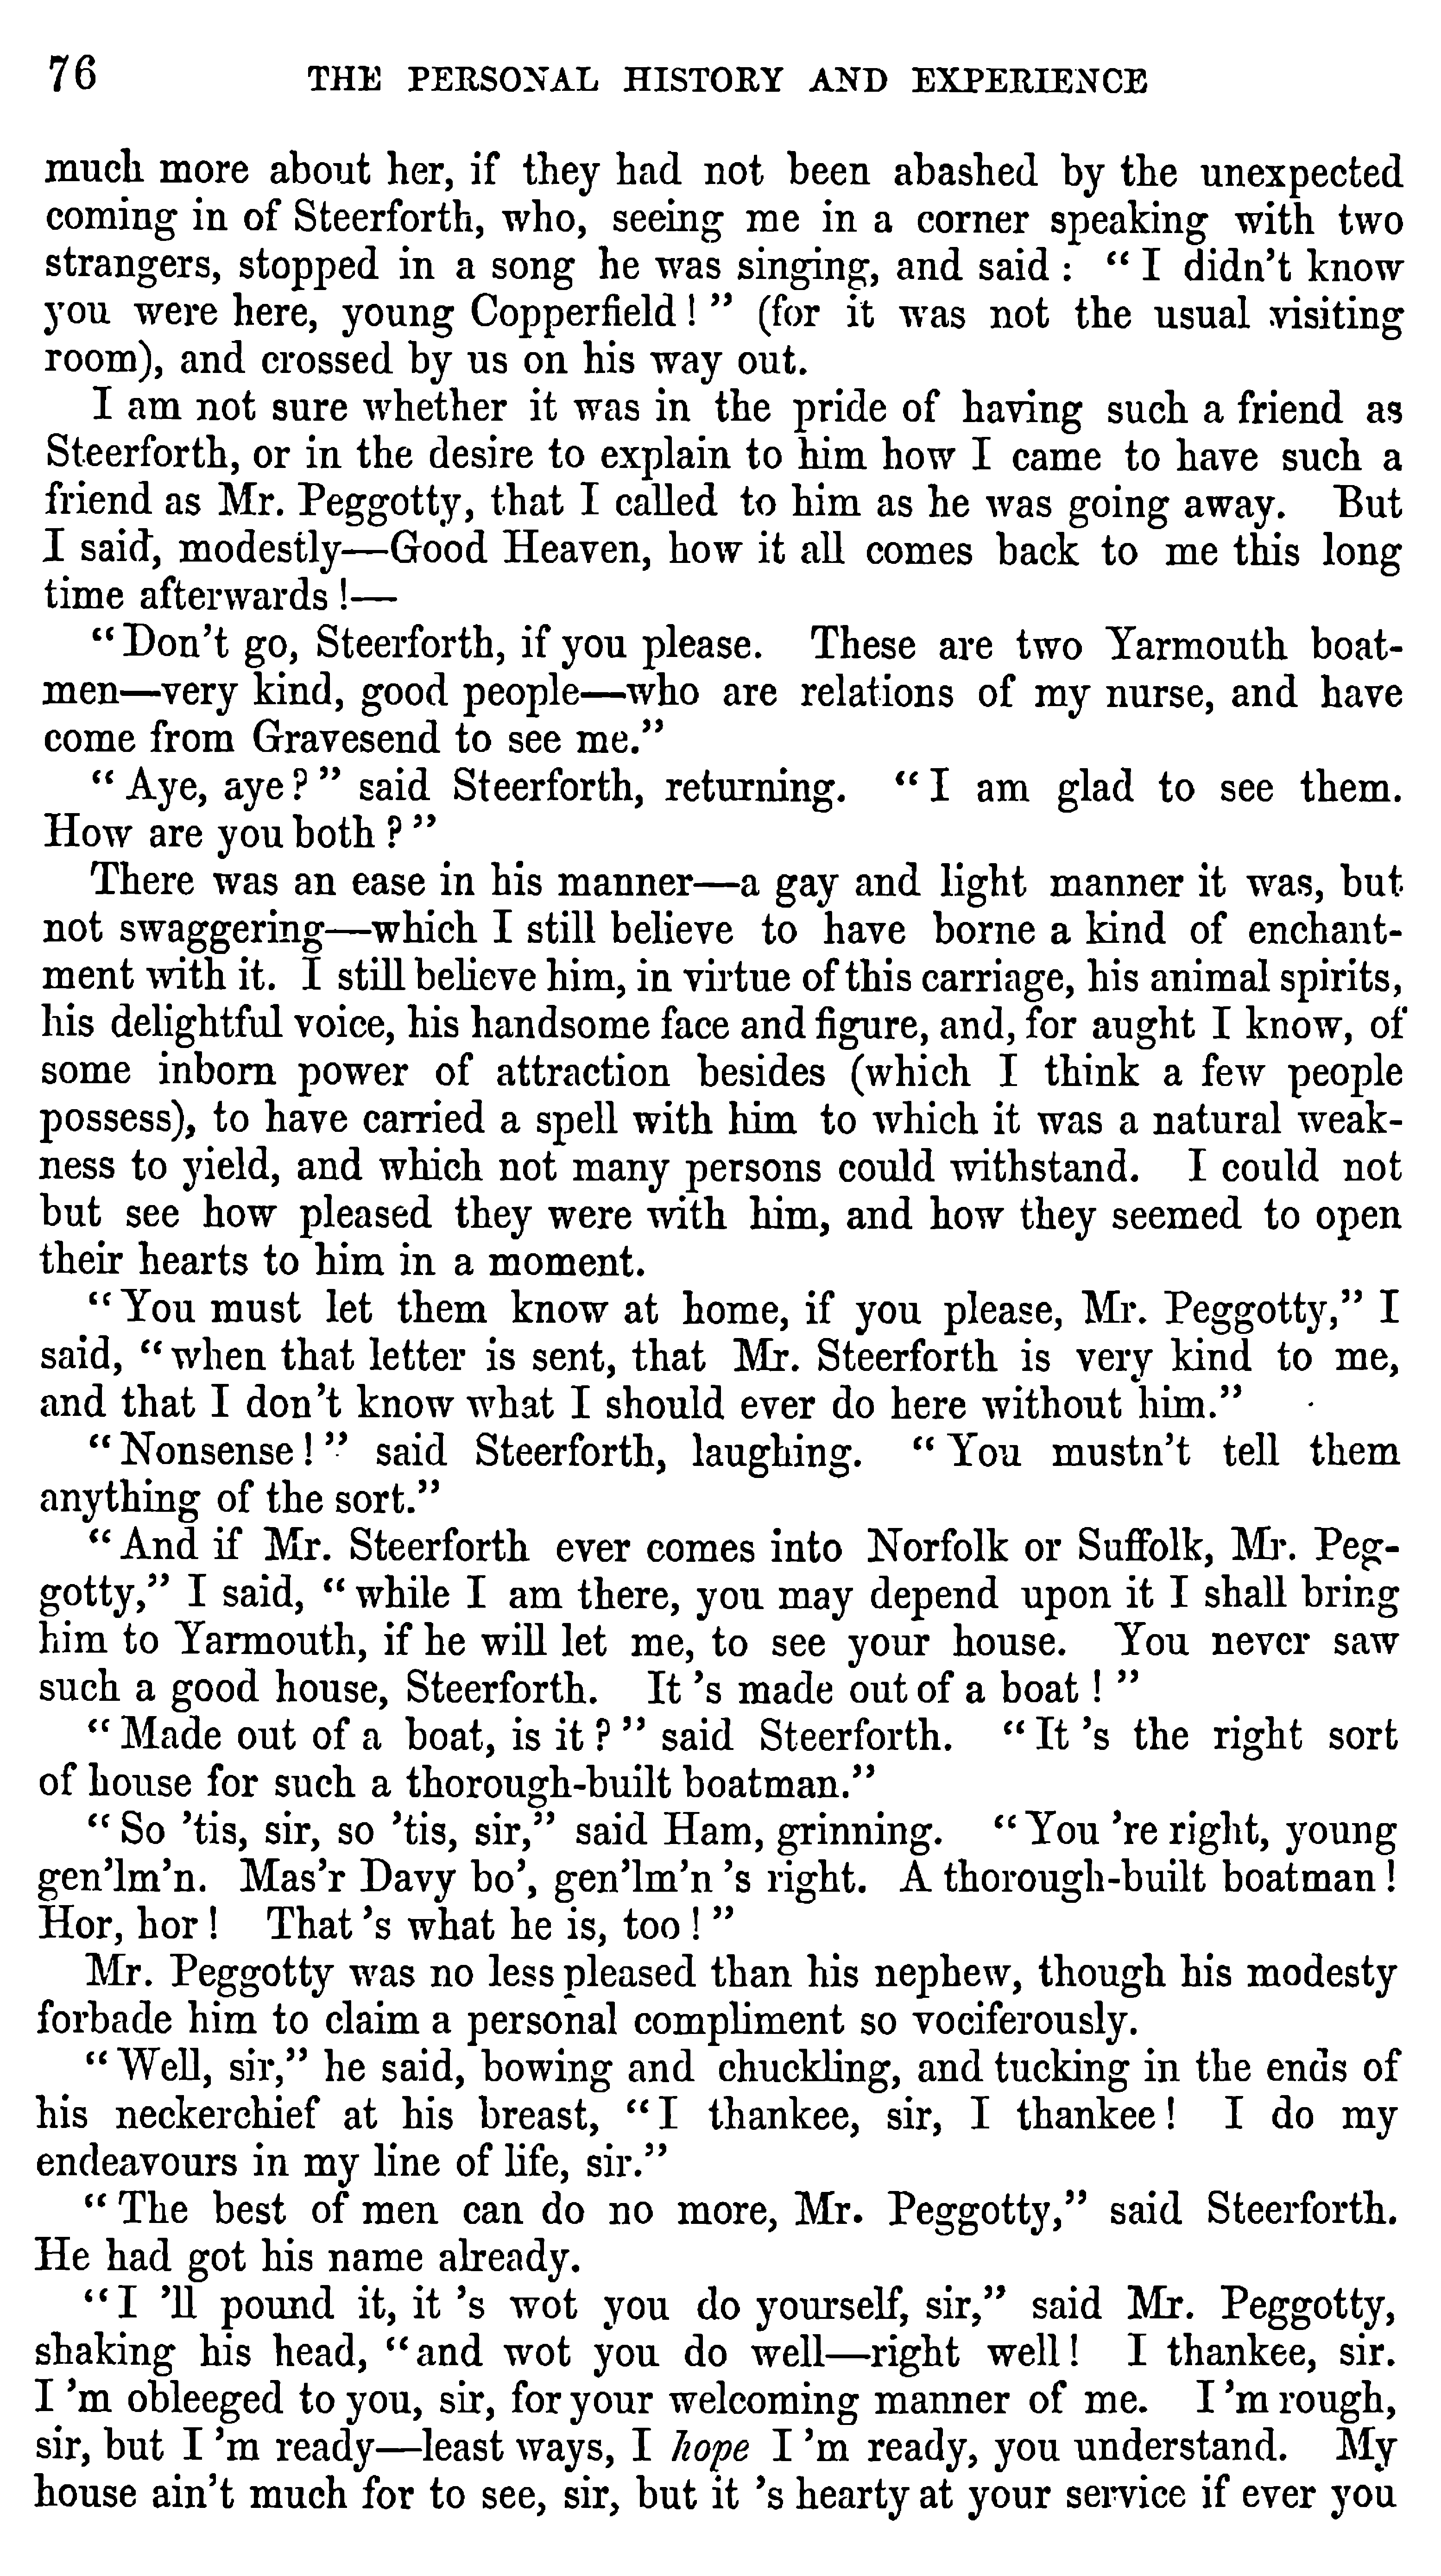 76 THE PERSONAL HISTORY AND EXPERIENCE
much more about her, if they had not been abashed by the unexpected
coming in of Steerforth, who, seeing me in a corner speaking with two
strangers, stopped in a song he was singing, and said : “ I didn’t know
you were here, young Copperfield ! ” (for it was not the usual visiting
room), and crossed by us on his way out.
I am not sure whether it was in the pride of having such a friend as
Steerforth, or in the desire to explain to him how I came to have such a
friend as Mr. Peggotty, that I called to him as he was going away. But
I said, modestly—Good Heaven, how it all comes back to me this long
time afterwards !—
“ Don’t go, Steerforth, if you please. These are two Yarmouth boat-
men—very kind, good people—who are relations of my nurse, and have
come from Gravesend to see me.”
“ Aye, aye ? ” said Steerforth, returning. “ I am glad to see them.
How are you both ? ”
There was an ease in his manner—a gay and light manner it was, but
not swaggering—which I still believe to have borne a kind of enchant-
ment with it. I still believe him, in virtue of this carriage, his animal spirits,
his delightful voice, his handsome face and figure, and, for aught I know, of
some inborn power of attraction besides (which I think a few people
possess), to have carried a spell with him to which it was a natural weak-
ness to yield, and which not many persons could withstand. I could not
but see how pleased they were with him, and how they seemed to open
their hearts to him in a moment.
“ You must let them know at home, if you please, Mr. Peggotty,” I
said, “ when that letter is sent, that Mr. Steerforth is very kind to me,
and that I don’t know what I should ever do here without him.”
“ Nonsense ! ” said Steerforth, laughing. “ You mustn’t tell them
anything of the sort.”
“ And if Mr. Steerforth ever comes into Norfolk or Suffolk, Mr. Peg-
gotty,” I said, “ while I am there, you may depend upon it I shall bring
him to Yarmouth, if he will let me, to see your house. You never saw
such a good house, Steerforth. It ’s made out of a boat ! ”
“ Made out of a boat, is it ? ” said Steerforth. “ It ’s the right sort
of house for such a thorough-built boatman.”
“ So ’tis, sir, so ’tis, sir,” said Ham, grinning. “ You ’re right, young
gen’lm’n. Mas’r Davy bo’, gen’lm’n ’s right. A thorough-built boatman !
Hor, hor ! That ’s what he is, too ! ”
Mr. Peggotty was no less pleased than his nephew, though his modesty
forbade him to claim a personal compliment so vociferously.
“ Well, sir,” he said, bowing and chuckling, and tucking in the ends of
his neckerchief at his breast, “ I thankee, sir, I thankee ! I do my
endeavours in my line of life, sir.”
“ The best of men can do no more, Mr. Peggotty,” said Steerforth.
He had got his name already.
“ I ’ll pound it, it ’s wot you do yourself, sir,” said Mr. Peggotty,
shaking his head, “ and wot you do well—right well ! I thankee, sir.
I ’m obleeged to you, sir, for your welcoming manner of me. I ’m rough,
sir, but I ’m ready—least ways, I hope I ’m ready, you understand. My
house ain’t much for to see, sir, but it ’s hearty at your service if ever you